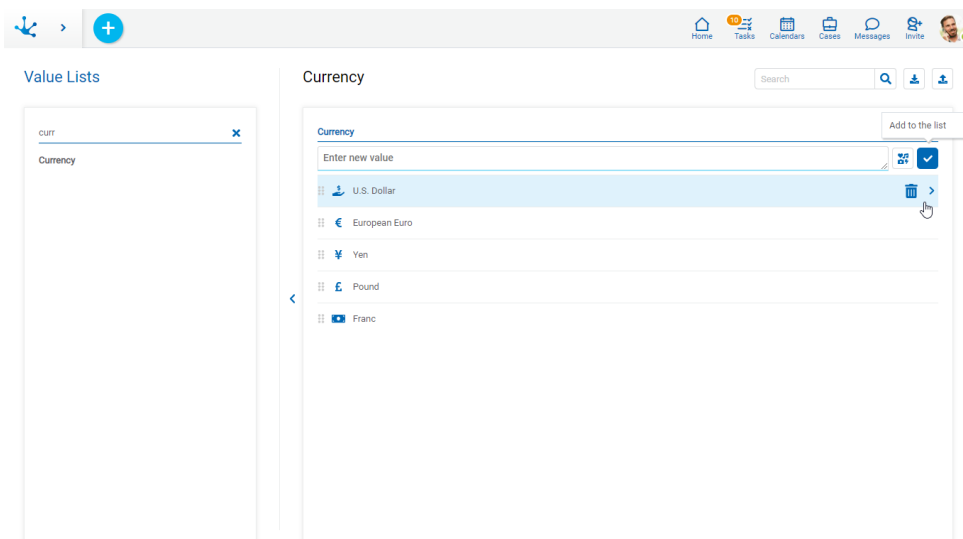 10
Home Tasks Calendars Cases Messages Invite
Value Lists
Currency
Search
curr
Currency
Add to the list
Currency
Enter new value
$ U.S. Dollar
€ European Euro
¥ Yen
£ Pound
Franc